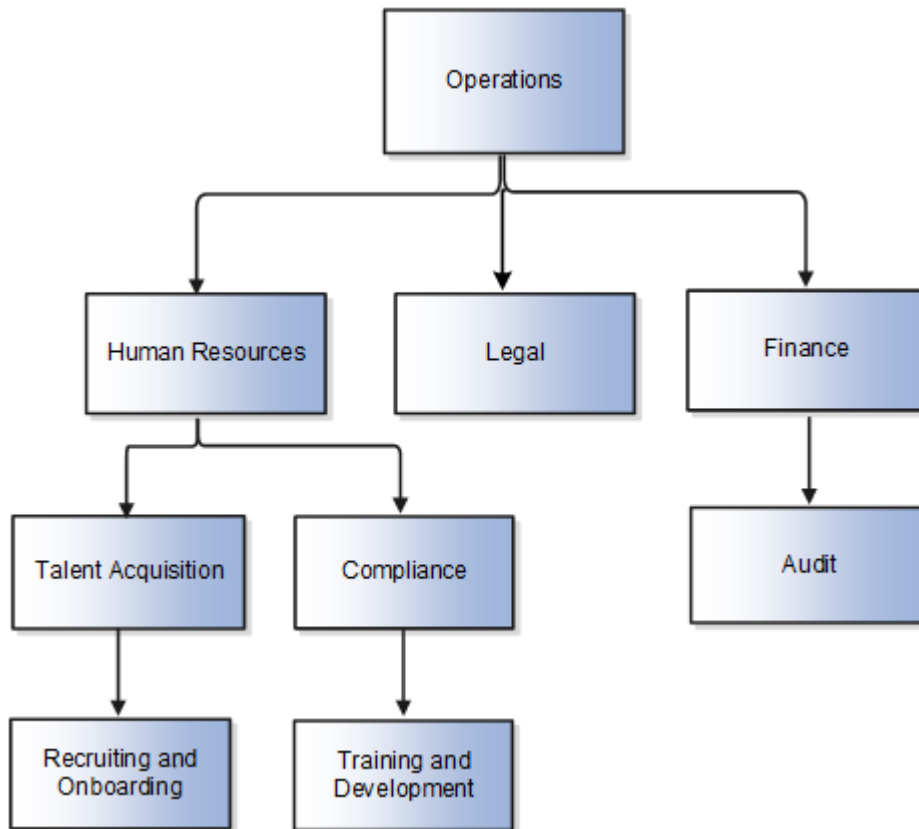 Operations
Human Resources
Legal
Finance
Talent Acquisition
Compliance
Audit
Recruiting and
Onboarding
Training and
Development